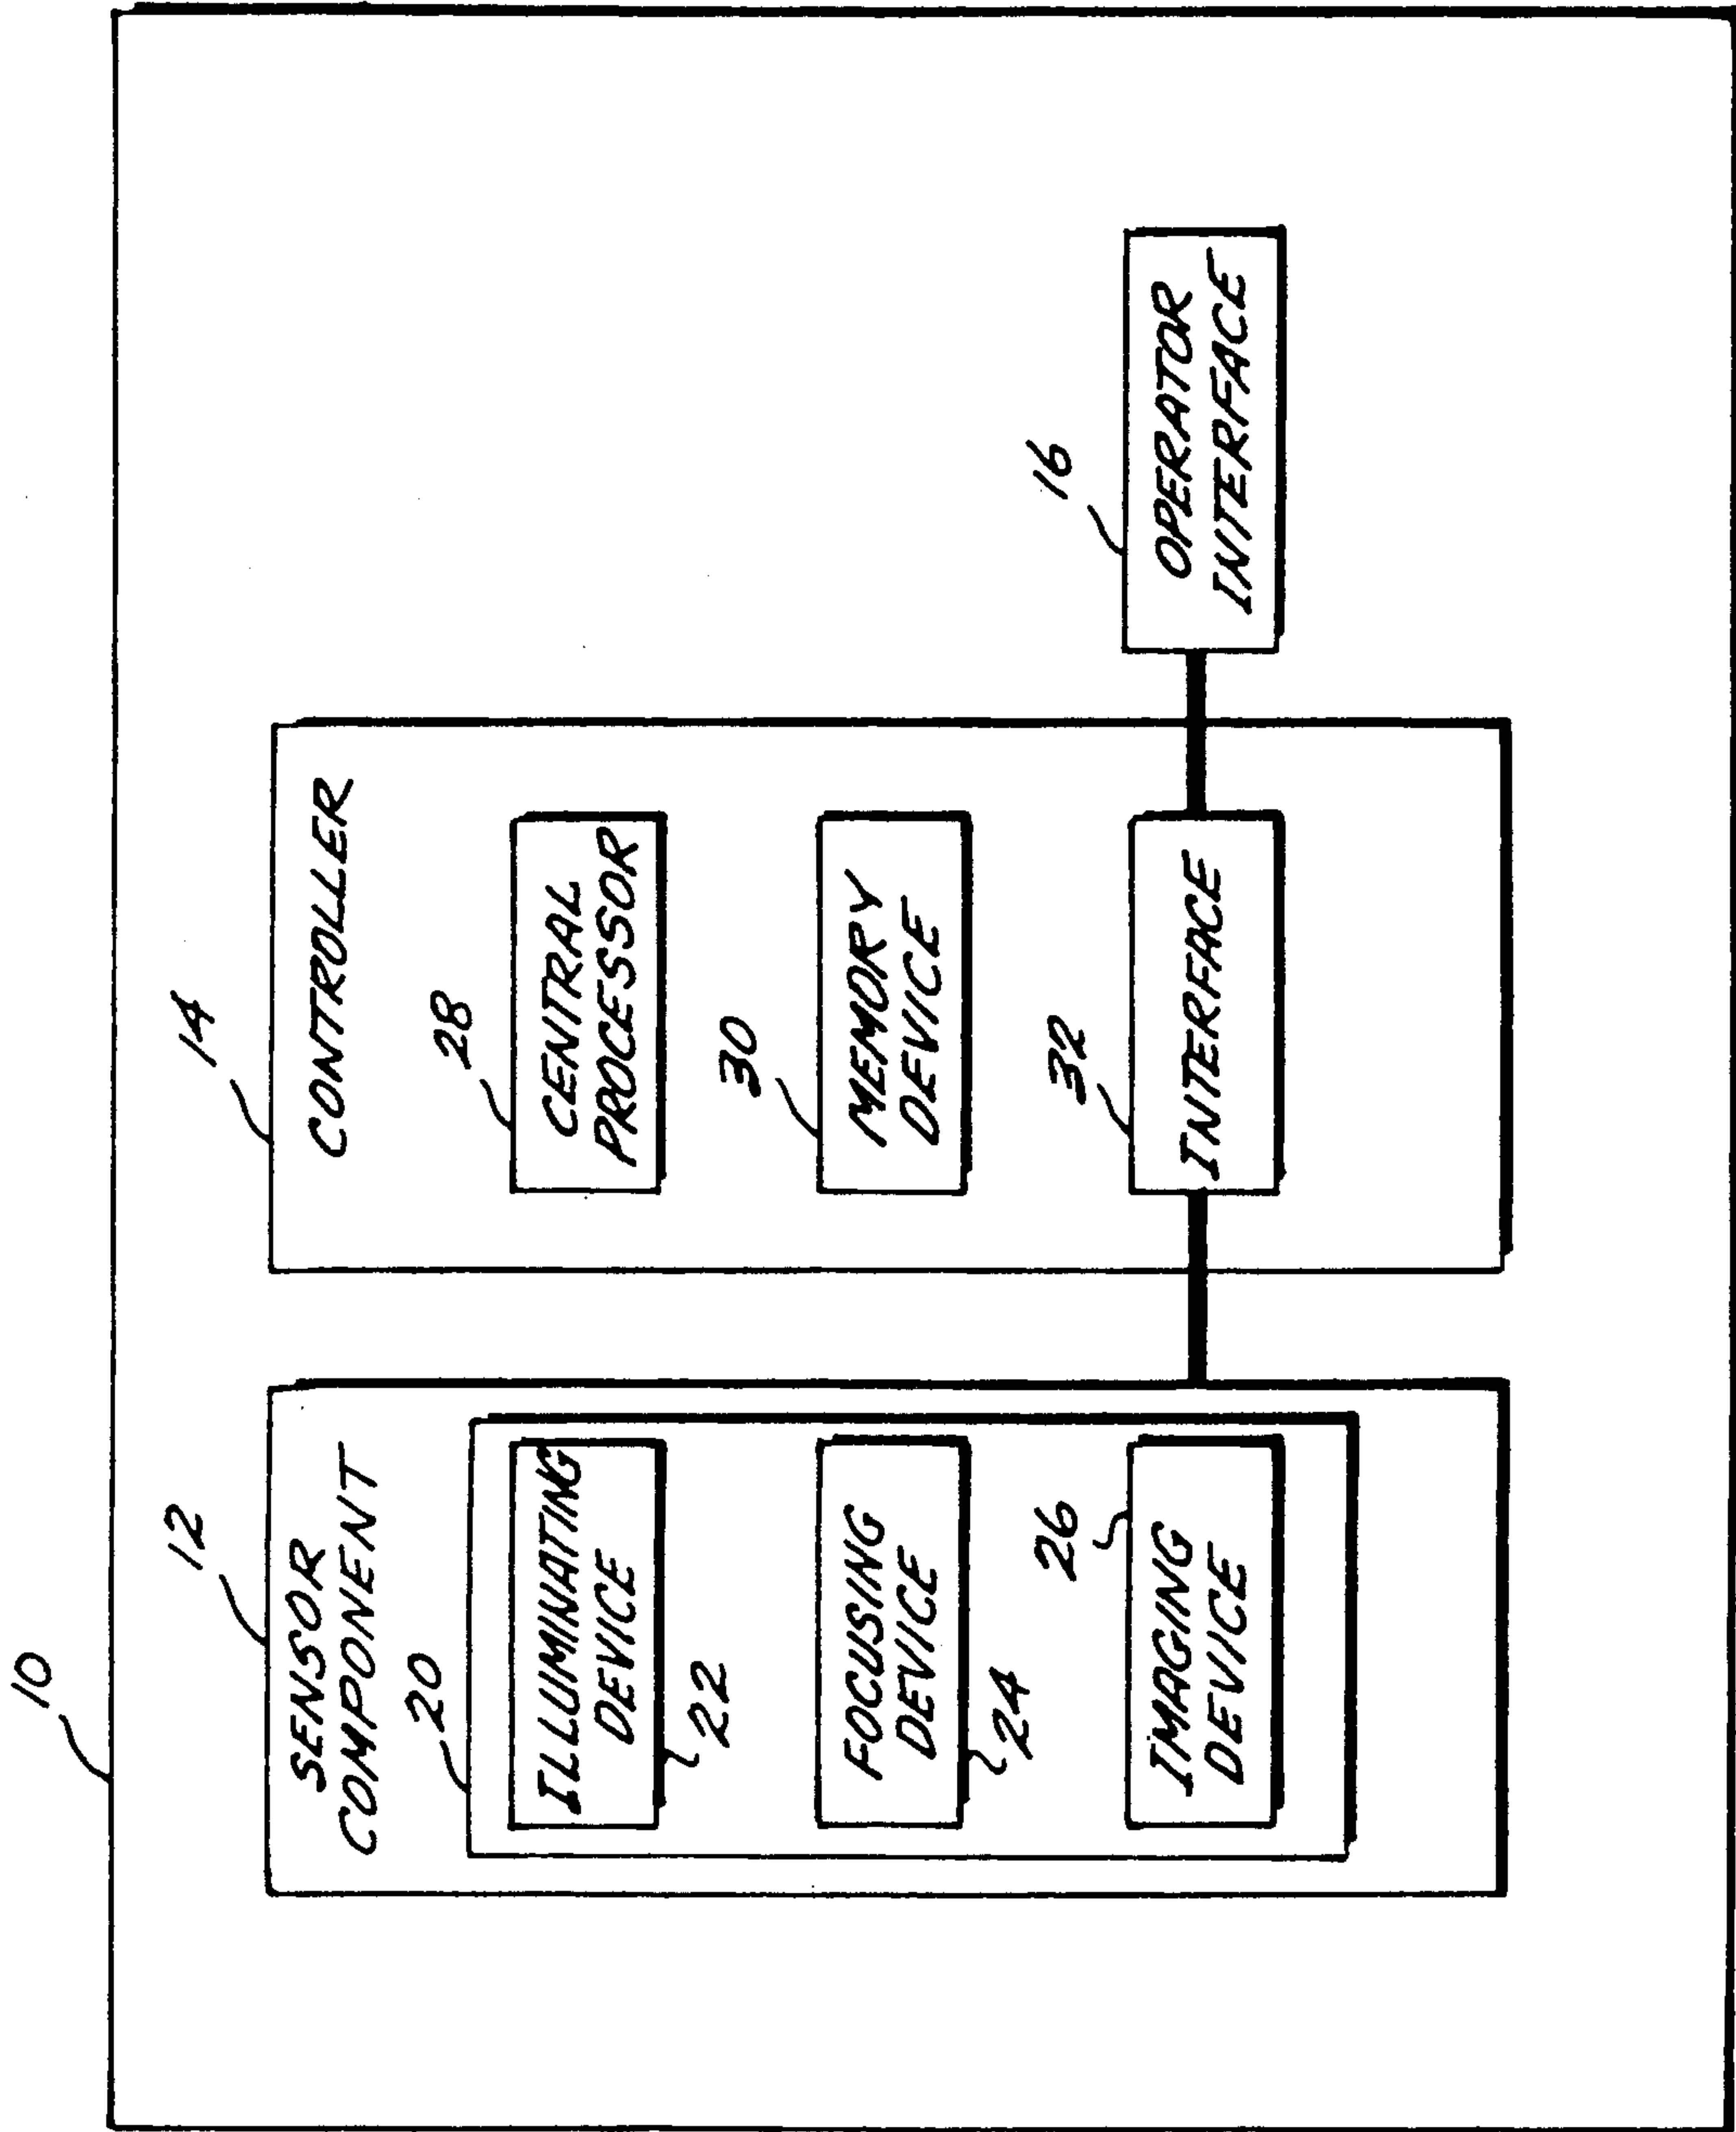 10
12
SENSOR
COMPONENT
20
ILLUMINATING
DEVICE
22
FOCUSING
DEVICE
24
26
IMAGING
DEVICE
14
CONTROLLER
28
CENTRAL
PROCESSOR
30
MEMORY
DEVICE
32
INTERFACE
16
OPERATOR
INTERFACE